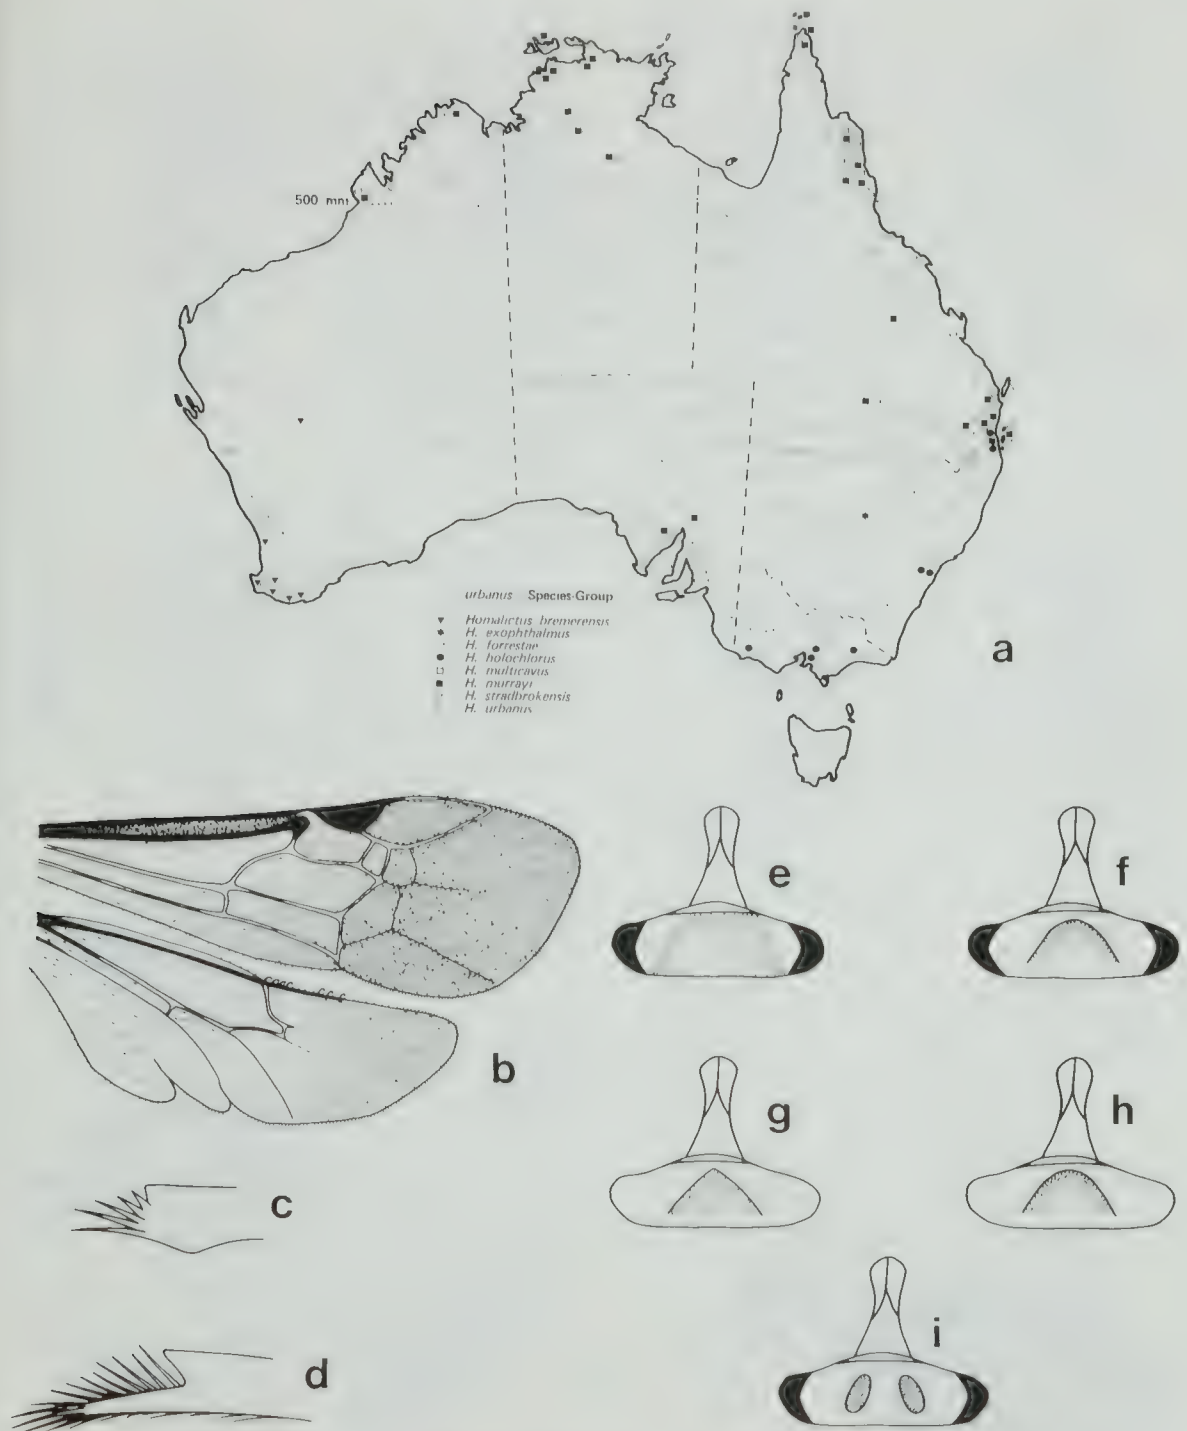 500 mm
a
urbanus Species-Group
Homalictus bremerensis
H. exophthalmus
H. forrestae
H. holochlorus
H. multicavus
H. murrayi
H. stradbrokensis
H. urbanus
e
f
b
g
h
c
i
d